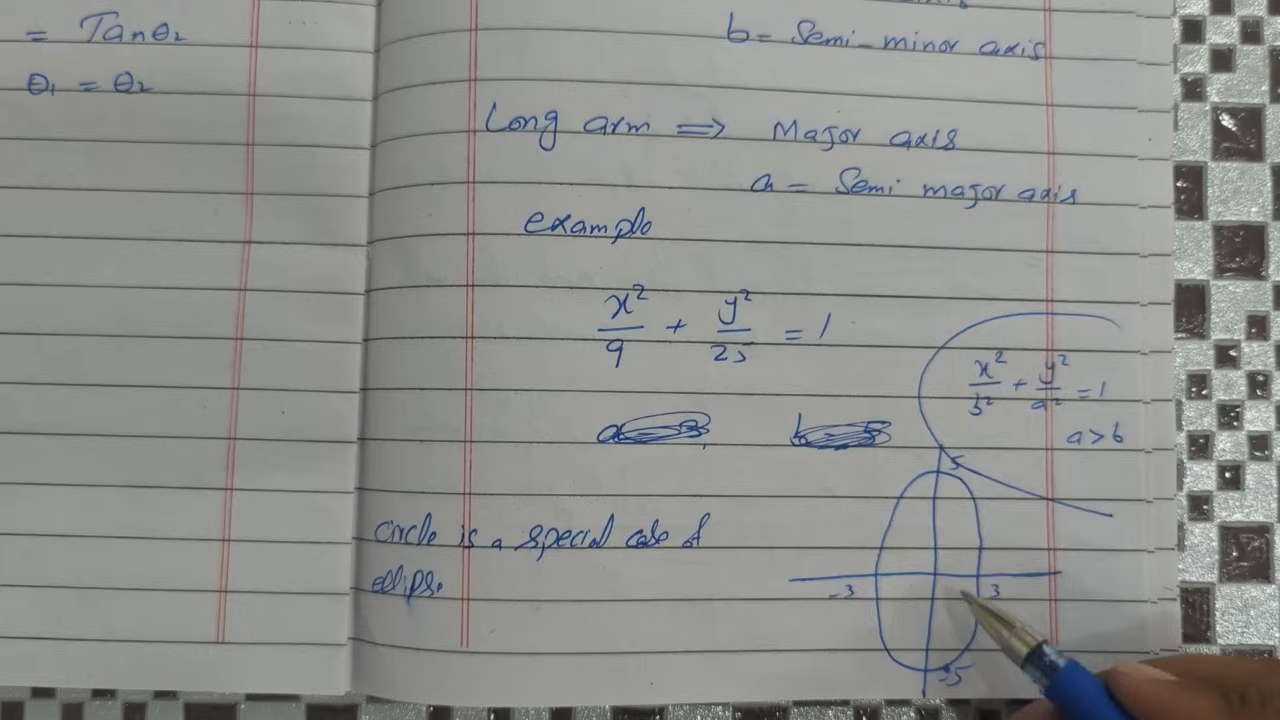 = Tanθ₂
θ₁ = θ₂
b = Semi-minor axis
Long arm ⟹ Major axis
a = Semi major axis
example
x²/9 + y²/25 = 1
x²/b² + y²/a² = 1
a > b
5
circle is a special case of
ellips.
-3
3
-5